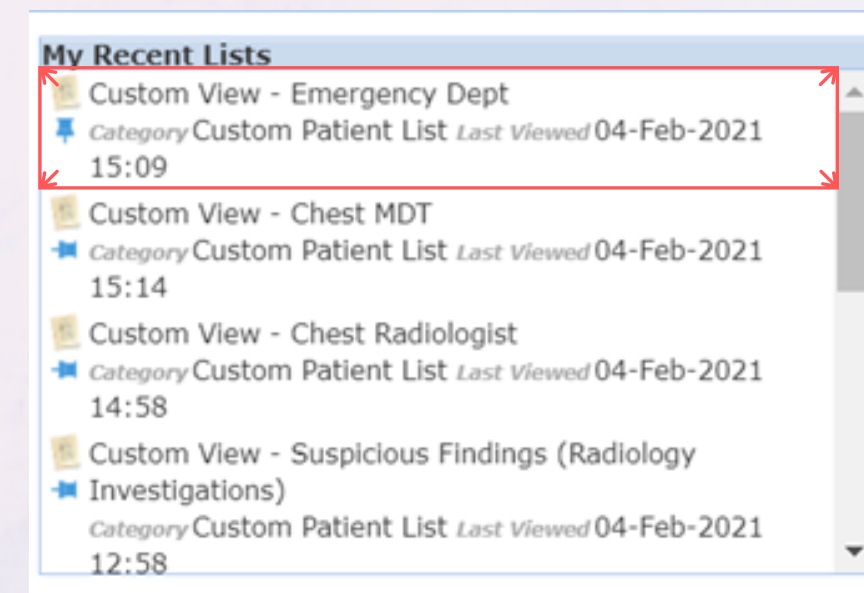 My Recent Lists
Custom View - Emergency Dept
Category Custom Patient List Last Viewed 04-Feb-2021
15:09
Custom View - Chest MDT
Category Custom Patient List Last Viewed 04-Feb-2021
15:14
Custom View - Chest Radiologist
Category Custom Patient List Last Viewed 04-Feb-2021
14:58
Custom View - Suspicious Findings (Radiology
Investigations)
Category Custom Patient List Last Viewed 04-Feb-2021
12:58